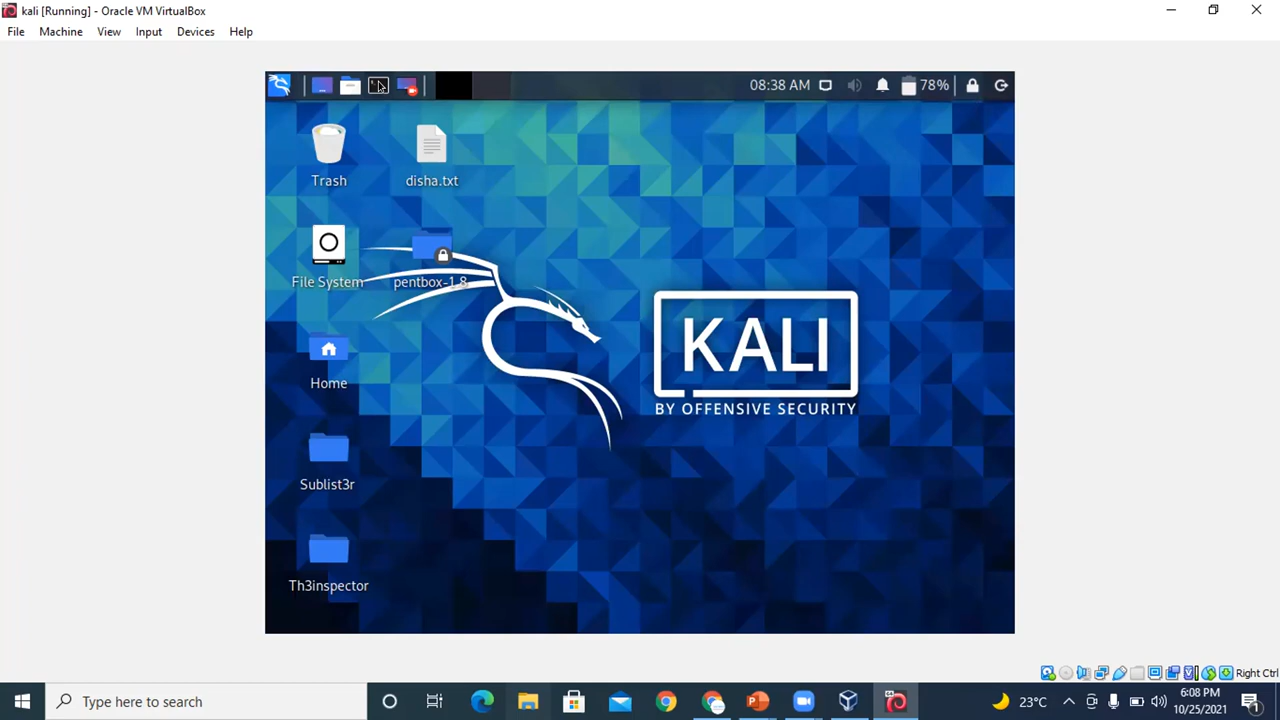 kali [Running] - Oracle VM VirtualBox
File Machine View Input Devices Help
08:38 AM 78%
Trash
disha.txt
File System
pentbox-1.8
Home
KALI
BY OFFENSIVE SECURITY
Sublist3r
Th3inspector
Right Ctrl
Type here to search
23°C
6:08 PM
10/25/2021
1